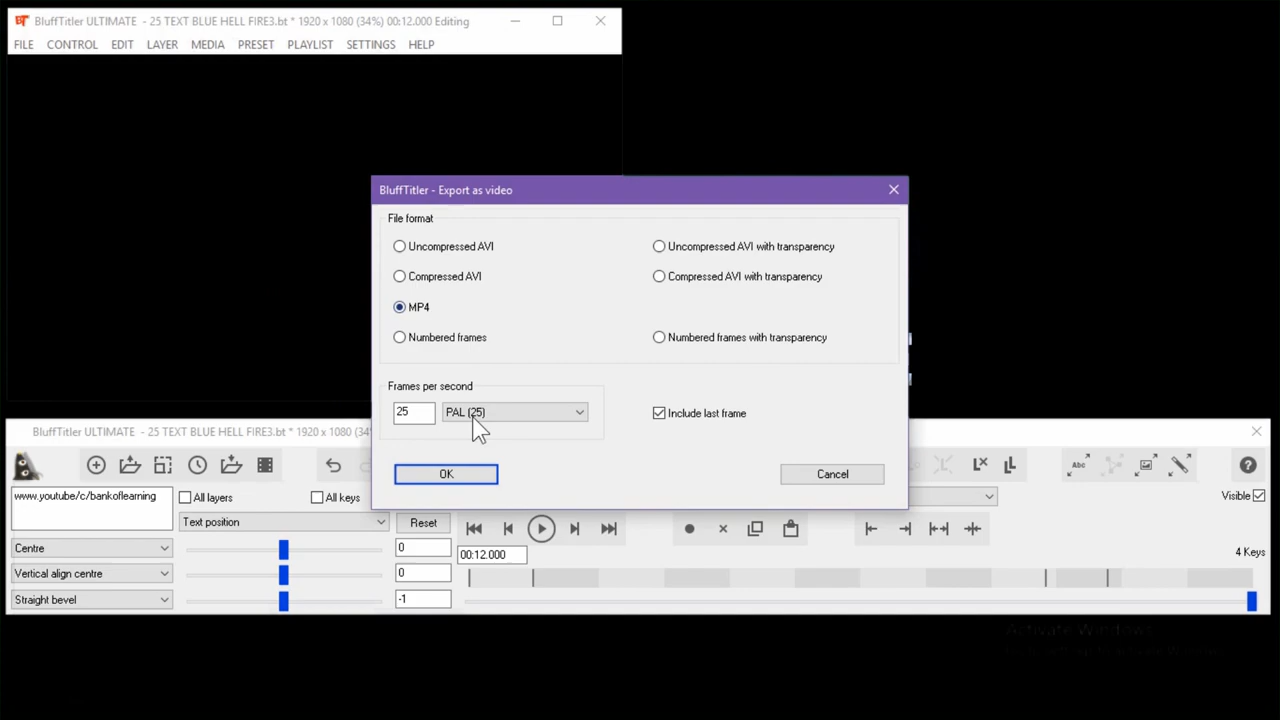 BluffTitler ULTIMATE - 25 TEXT BLUE HELL FIRE3.bt * 1920 x 1080 (34%) 00:12.000 Editing
FILE CONTROL EDIT LAYER MEDIA PRESET PLAYLIST SETTINGS HELP
BluffTitler - Export as video
File format
Uncompressed AVI
Uncompressed AVI with transparency
Compressed AVI
Compressed AVI with transparency
MP4
Numbered frames
Numbered frames with transparency
Frames per second
25 PAL (25)
Include last frame
OK Cancel
BluffTitler ULTIMATE - 25 TEXT BLUE HELL FIRE3.bt * 1920 x 1080 (34%
Abc
www.youtube/c/bankoflearning
All layers
All keys
Visible
Text position
Reset
Centre
0
00:12.000
4 Keys
Vertical align centre
0
Straight bevel
-1
Activate Windows